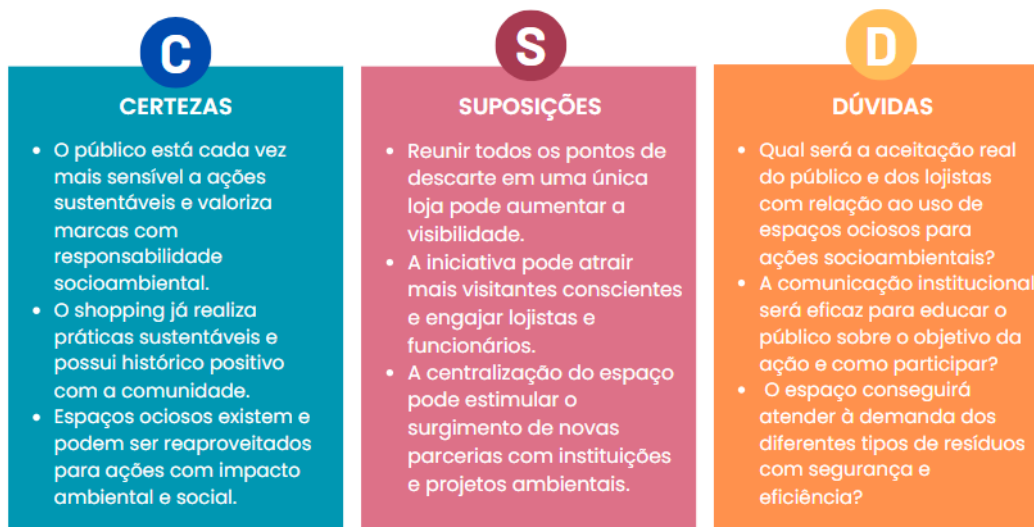 C
CERTEZAS
• O público está cada vez
mais sensível a ações
sustentáveis e valoriza
marcas com
responsabilidade
socioambiental.
• O shopping já realiza
práticas sustentáveis e
possui histórico positivo
com a comunidade.
• Espaços ociosos existem e
podem ser reaproveitados
para ações com impacto
ambiental e social.
S
SUPOSIÇÕES
• Reunir todos os pontos de
descarte em uma única
loja pode aumentar a
visibilidade.
• A iniciativa pode atrair
mais visitantes conscientes
e engajar lojistas e
funcionários.
• A centralização do espaço
pode estimular o
surgimento de novas
parcerias com instituições
e projetos ambientais.
D
DÚVIDAS
• Qual será a aceitação real
do público e dos lojistas
com relação ao uso de
espaços ociosos para
ações socioambientais?
• A comunicação institucional
será eficaz para educar o
público sobre o objetivo da
ação e como participar?
• O espaço conseguirá
atender à demanda dos
diferentes tipos de resíduos
com segurança e
eficiência?